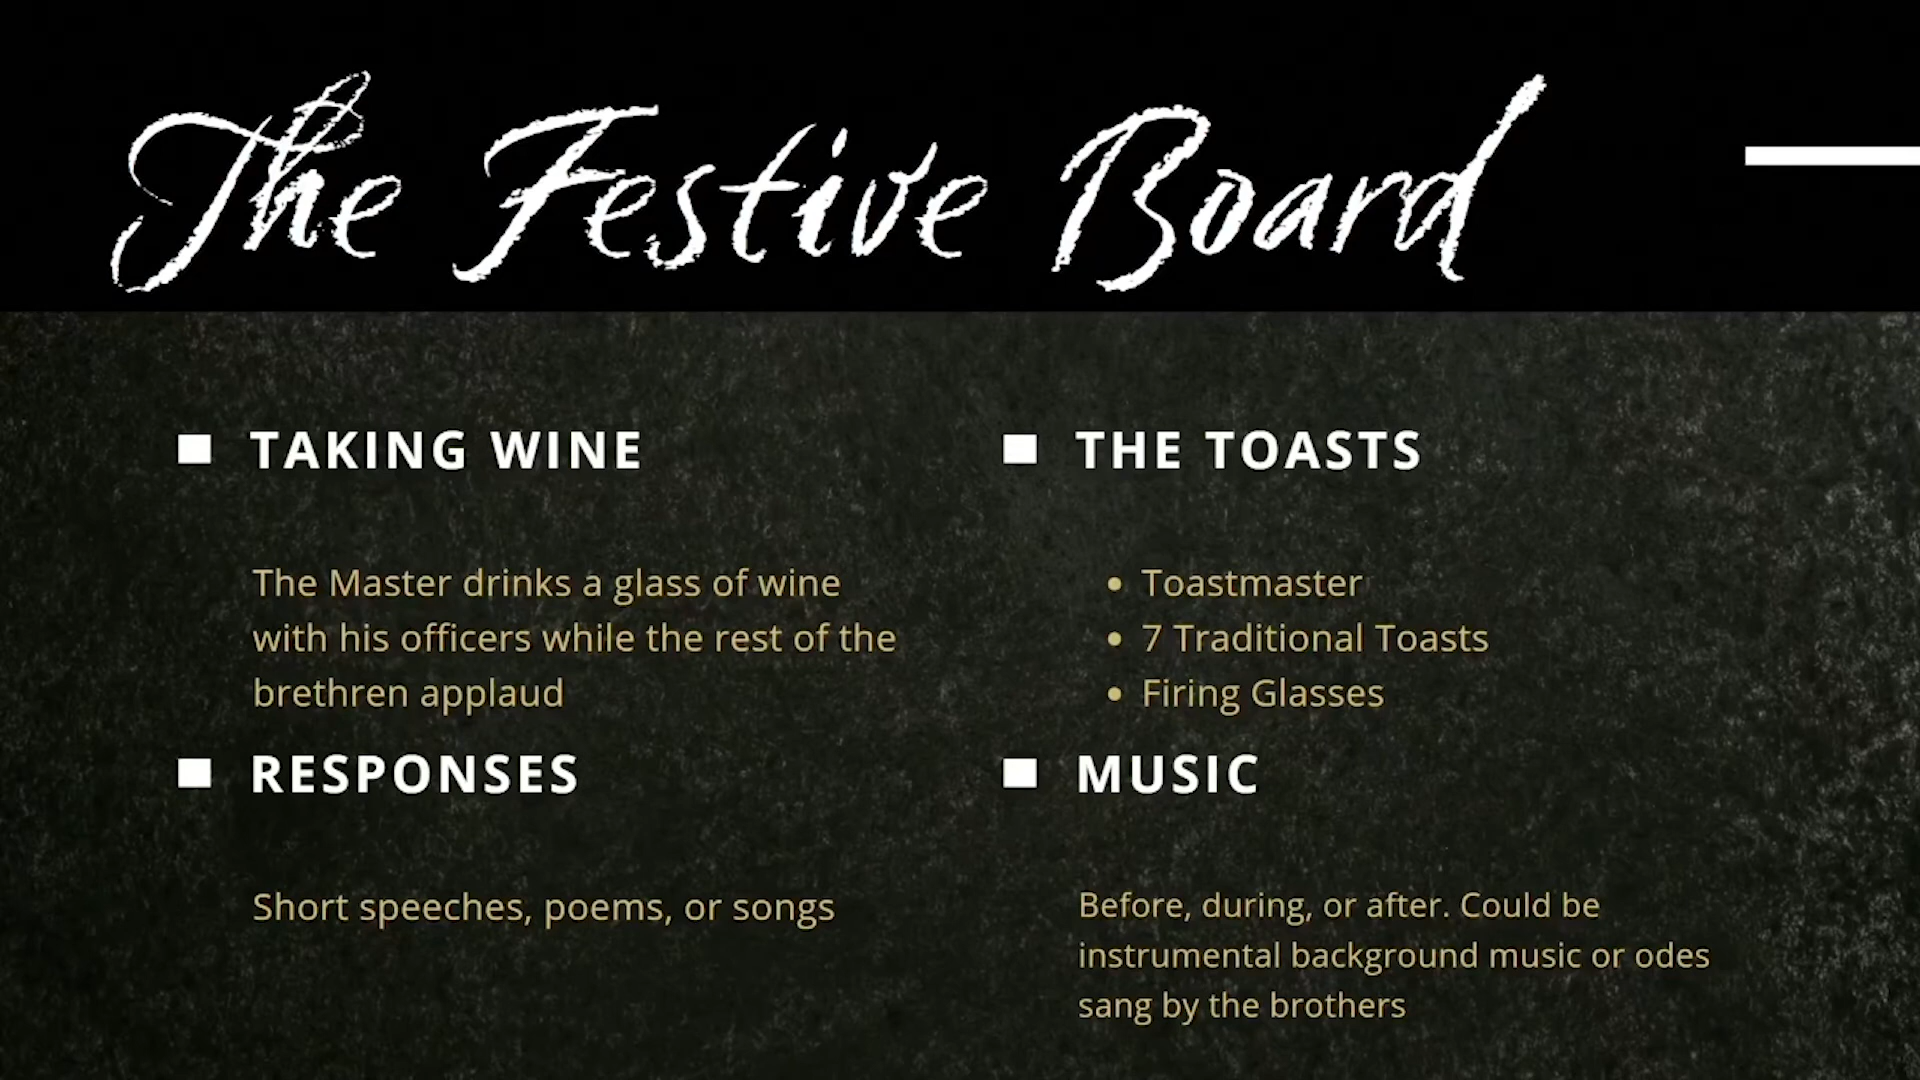 The Festive Board
TAKING WINE
The Master drinks a glass of wine
with his officers while the rest of the
brethren applaud
THE TOASTS
• Toastmaster
• 7 Traditional Toasts
• Firing Glasses
RESPONSES
Short speeches, poems, or songs
MUSIC
Before, during, or after. Could be
instrumental background music or odes
sang by the brothers